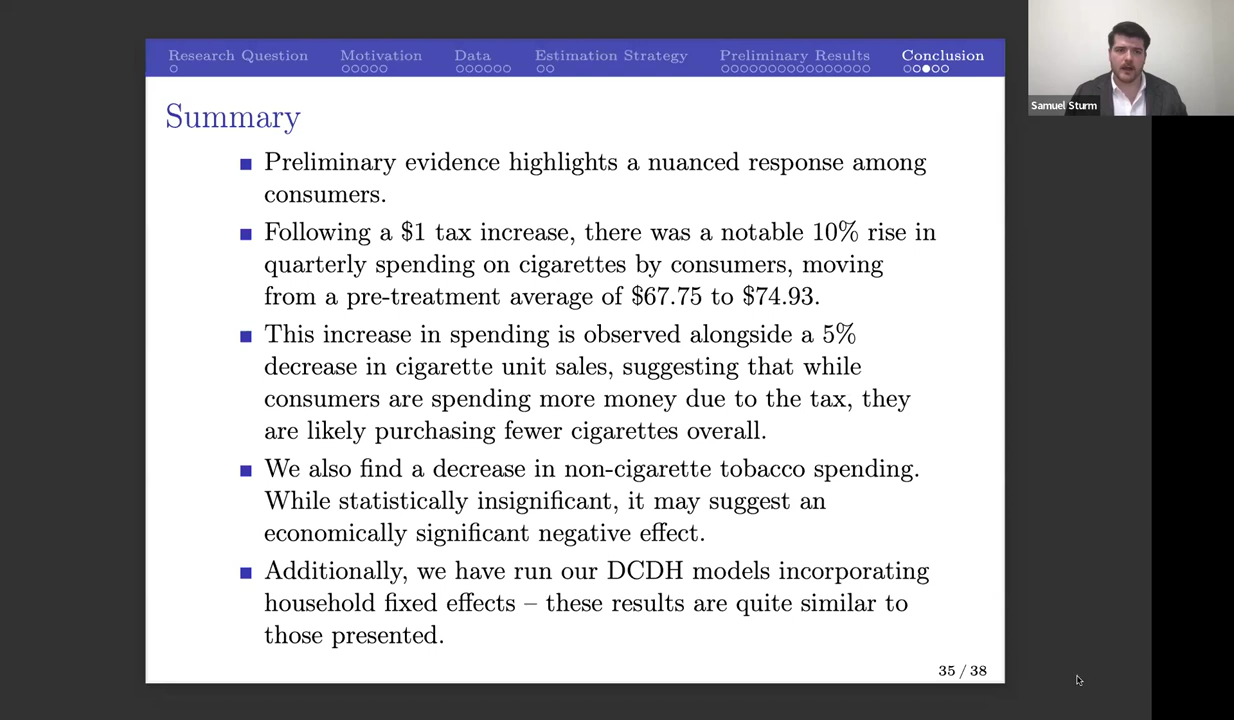 Research Question Motivation Data Estimation Strategy Preliminary Results Conclusion
Samuel Sturm
Summary
Preliminary evidence highlights a nuanced response among
consumers.
Following a $1 tax increase, there was a notable 10% rise in
quarterly spending on cigarettes by consumers, moving
from a pre-treatment average of $67.75 to $74.93.
This increase in spending is observed alongside a 5%
decrease in cigarette unit sales, suggesting that while
consumers are spending more money due to the tax, they
are likely purchasing fewer cigarettes overall.
We also find a decrease in non-cigarette tobacco spending.
While statistically insignificant, it may suggest an
economically significant negative effect.
Additionally, we have run our DCDH models incorporating
household fixed effects – these results are quite similar to
those presented.
35 / 38